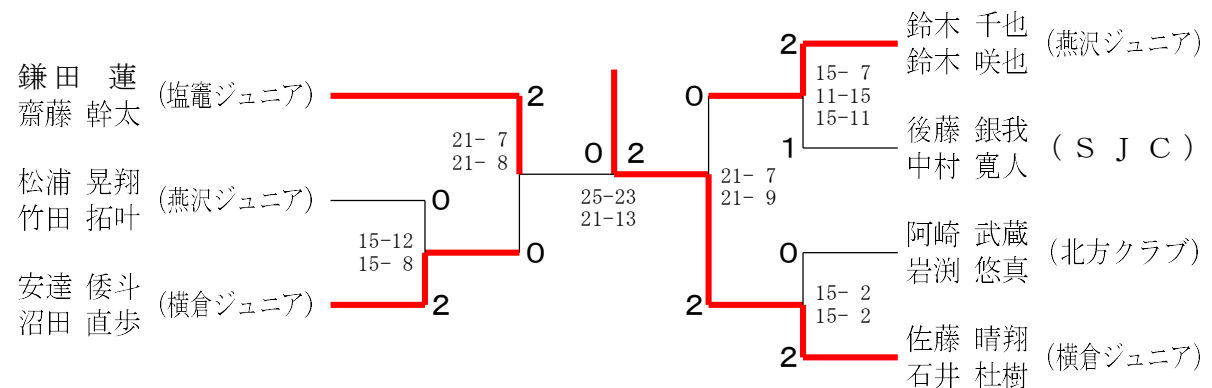 鎌田 蓮
齋藤 幹太
(塩竈ジュニア)
2
21- 7
21- 8
松浦 晃翔
竹田 拓叶
(燕沢ジュニア)
0
15-12
15- 8
0
安達 倭斗
沼田 直歩
(横倉ジュニア)
2
0 2
25-23
21-13
鈴木 千也
鈴木 咲也
(燕沢ジュニア)
2
15- 7
11-15
15-11
0
後藤 銀我
中村 寛人
(ＳＪＣ)
1
21- 7
21- 9
阿崎 武蔵
岩渕 悠真
(北方クラブ)
0
15- 2
15- 2
2
佐藤 晴翔
石井 杜樹
(横倉ジュニア)
2